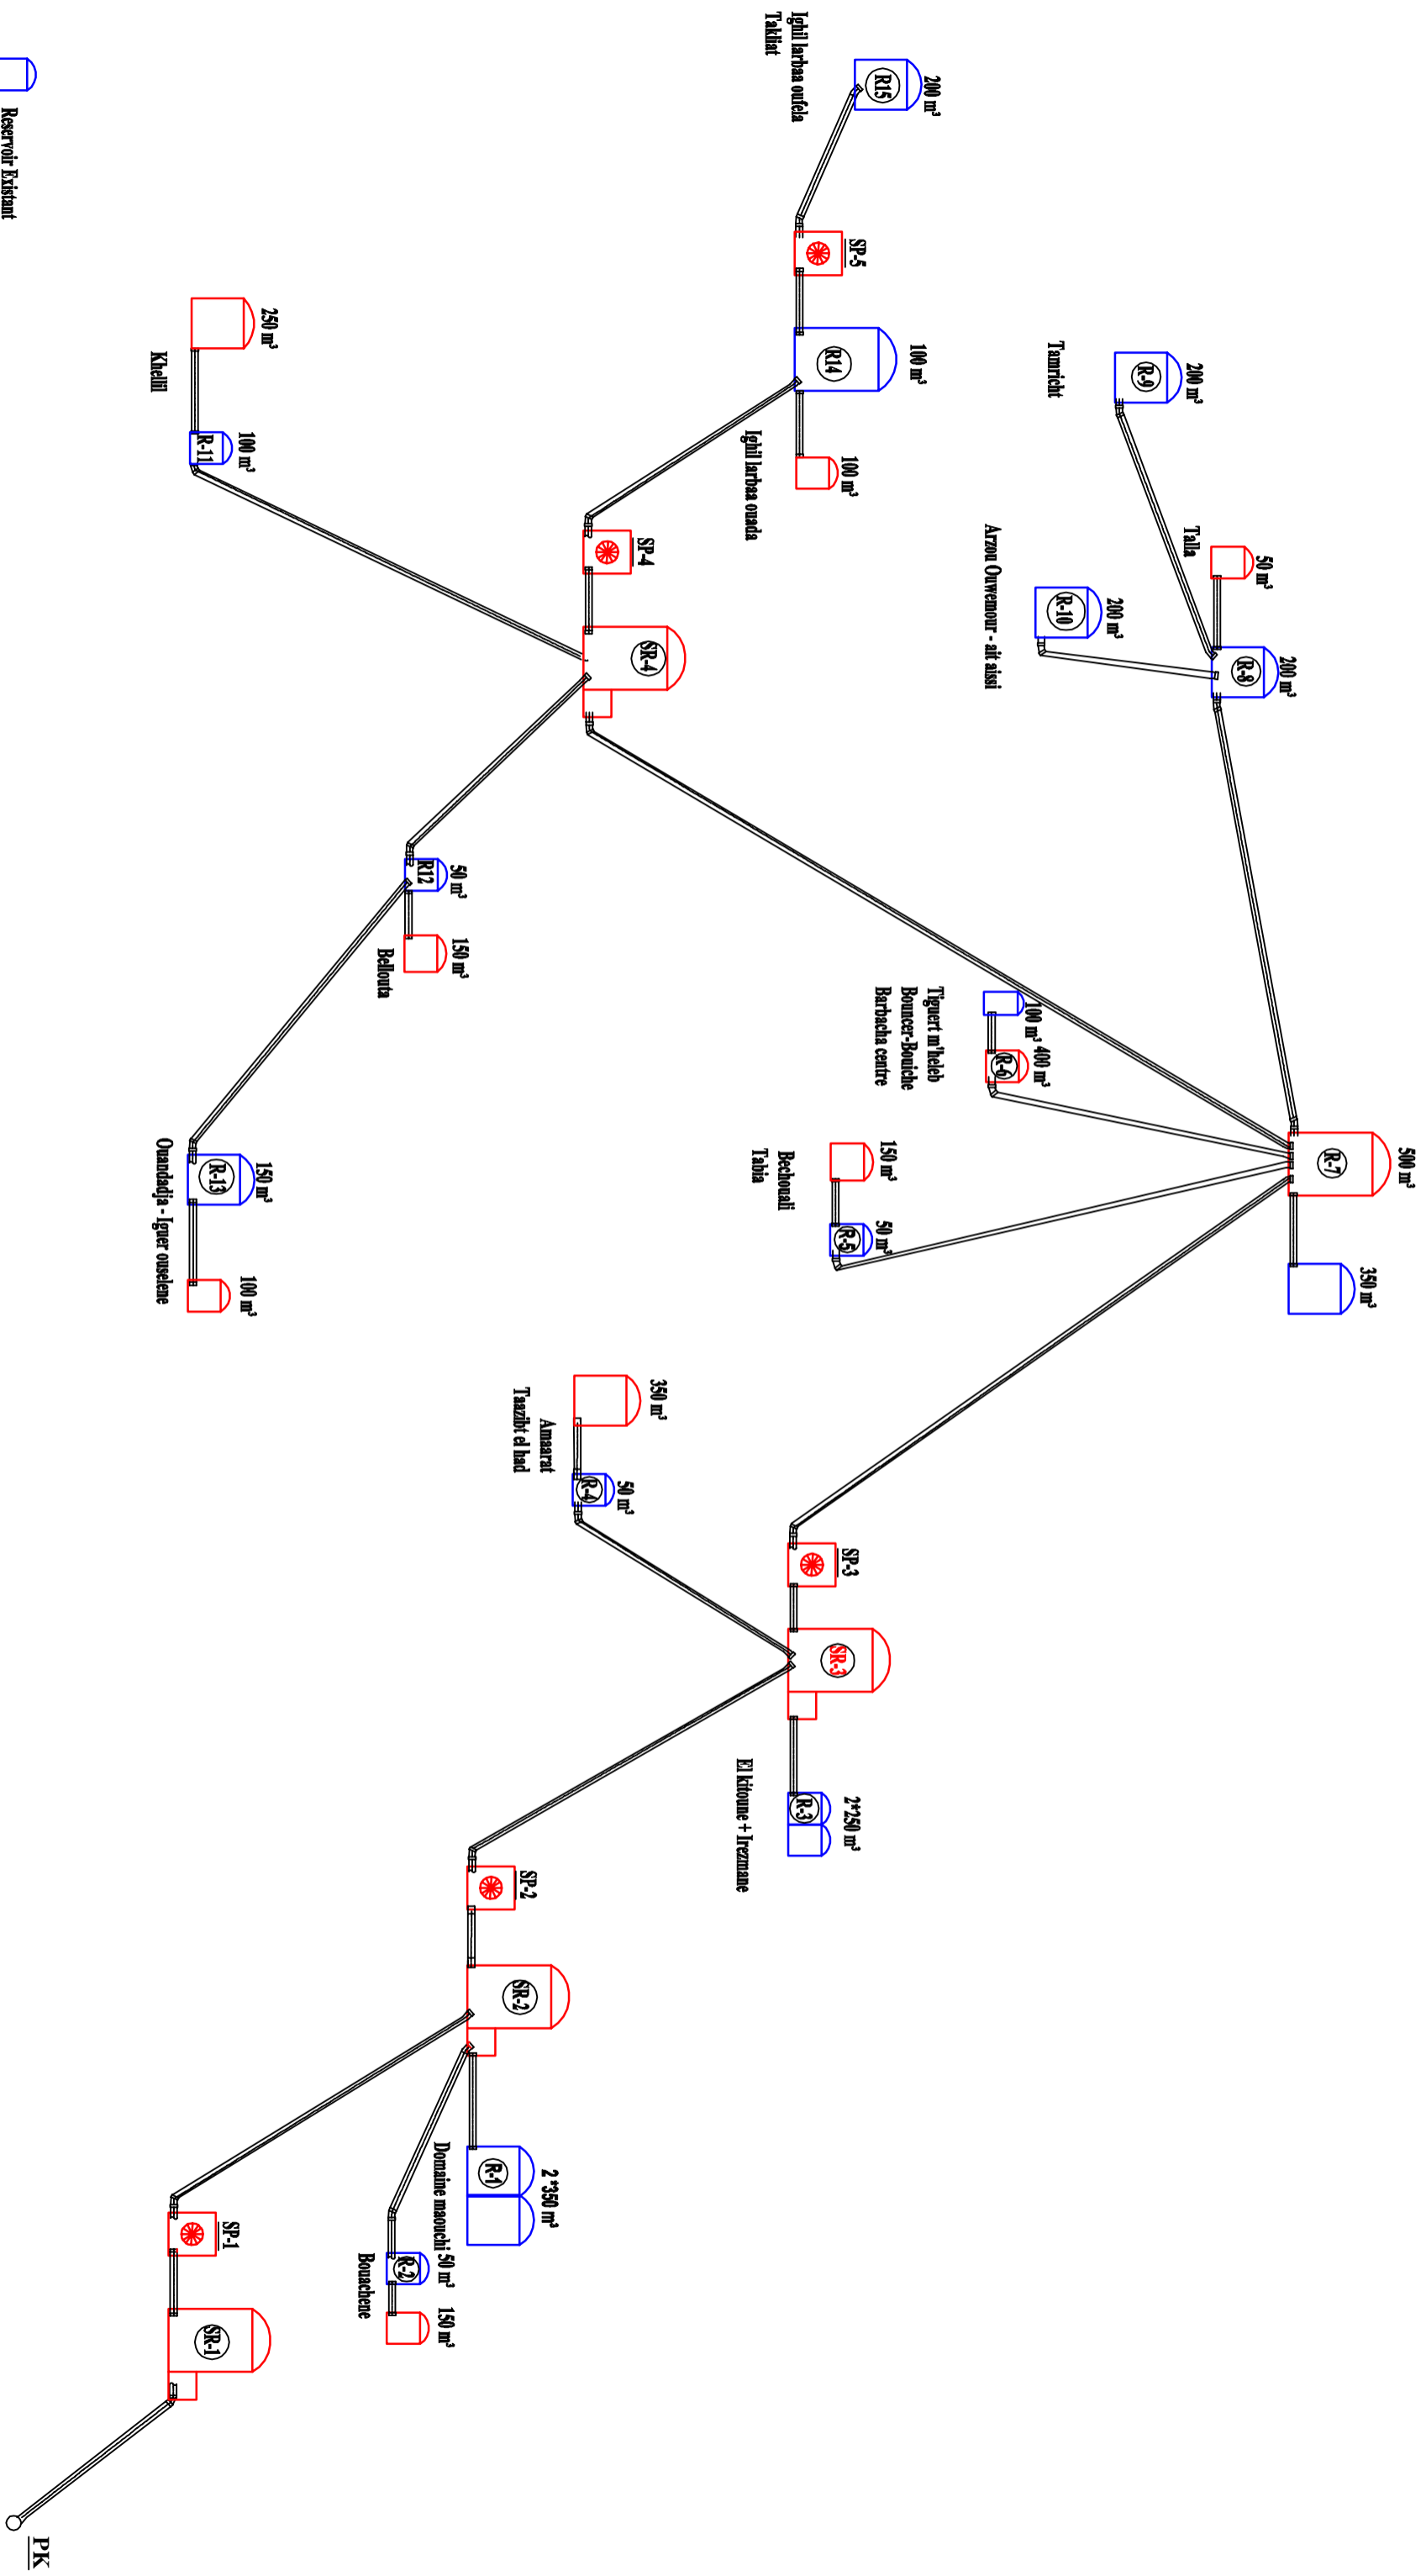 500 m³
R-7
350 m³
200 m³
R-8
50 m³
Talla
200 m³
R-9
Tamricht
200 m³
R-10
Arzou Ouwemour - ait aissi
100 m³
400 m³
R-6
Tiguert m'heleb
Bouncer-Bouiche
Barbacha centre
200 m³
R15
Ighil larbaa oufela
Takliat
SP-5
100 m³
R14
100 m³
Ighil larbaa ouada
150 m³
50 m³
R-5
Bechouali
Tabia
SP-3
SR-3
2*250 m³
R-3
El kitoune + Irezmane
SP-4
SR-4
350 m³
50 m³
R-4
Amaarat
Taazibt el had
SP-2
SR-2
2 *350 m³
R-1
Domaine maouchi
50 m³
R12
150 m³
Bellouta
50 m³
R-2
150 m³
Bouachene
250 m³
100 m³
R-11
Khellil
150 m³
R-13
100 m³
Ouandadja - Iguer ouselene
SP-1
SR-1
PK
Reservoir Existant